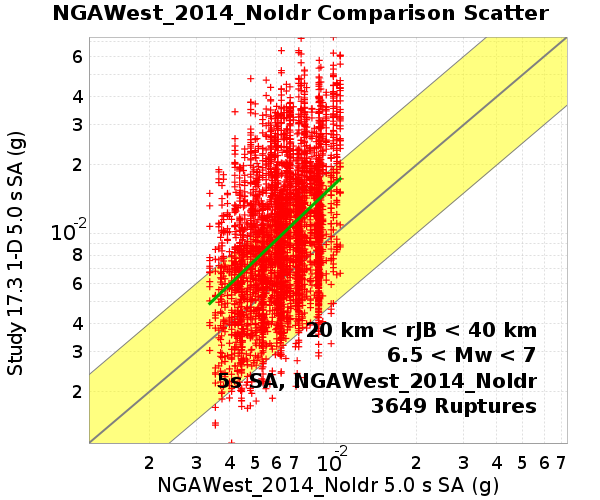 NGAWest_2014_NoIdr Comparison Scatter
Study 17.3 1-D 5.0 s SA (g)
6
4
3
2
10-2
8
6
4
3
2
20 km < rJB < 40 km
6.5 < Mw < 7
5s SA, NGAWest_2014_NoIdr
3649 Ruptures
2 3 4 5 6 7 10-2 2 3 4 5 6 7
NGAWest_2014_NoIdr 5.0 s SA (g)